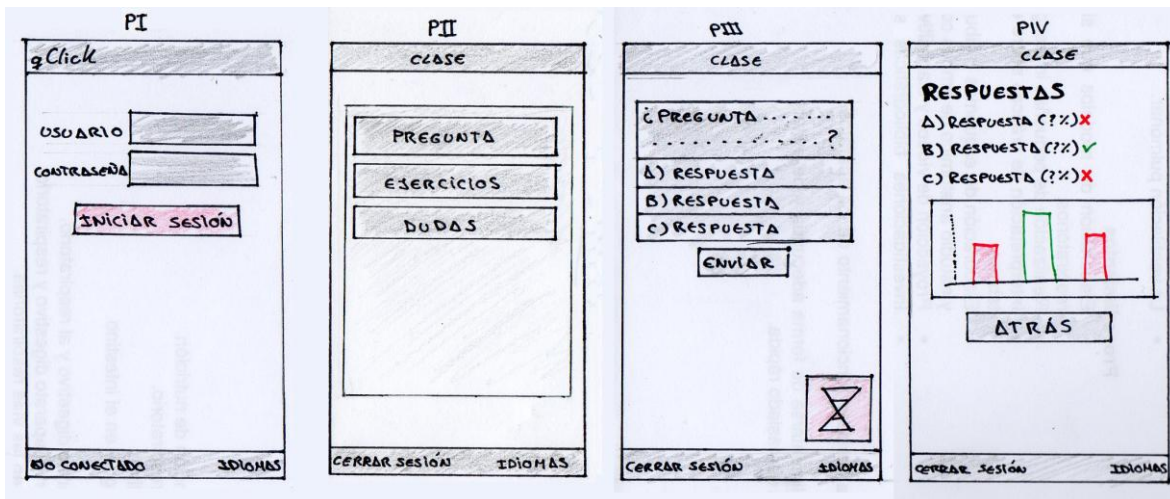 PI
qClick
USUARIO
CONTRASEÑA
INICIAR SESIÓN
NO CONECTADO IDIOMAS
PII
CLASE
PREGUNTA
EJERCICIOS
DUDAS
CERRAR SESIÓN IDIOMAS
PIII
CLASE
¿PREGUNTA.......
............?
A) RESPUESTA
B) RESPUESTA
C) RESPUESTA
ENVIAR
CERRAR SESIÓN IDIOMAS
PIV
CLASE
RESPUESTAS
A) RESPUESTA (?%) X
B) RESPUESTA (?%) ✓
C) RESPUESTA (?%) X
ATRÁS
CERRAR SESIÓN IDIOMAS